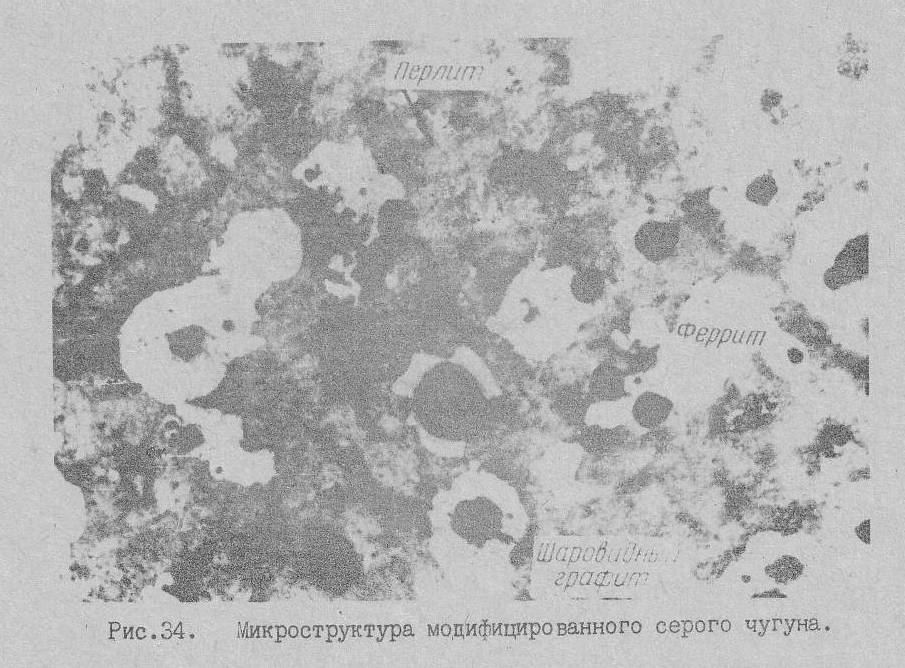 Перлит
Феррит
Шаровидный
графит
Рис.34. Микроструктура модифицированного серого чугуна.